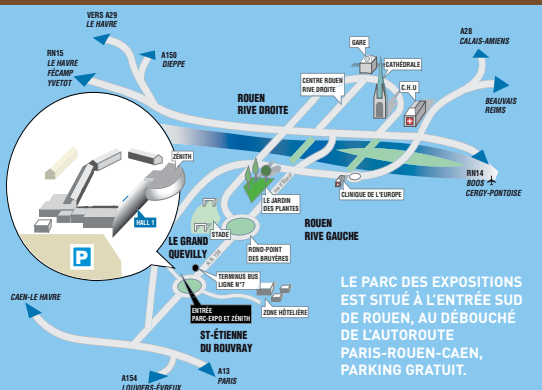 VERS A29
LE HAVRE
A150
DIEPPE
RN15
LE HAVRE
FÉCAMP
YVETOT
GARE
A28
CALAIS-AMIENS
CATHÉDRALE
CENTRE ROUEN
RIVE DROITE
C.H.U
ROUEN
RIVE DROITE
BEAUVAIS
REIMS
ZÉNITH
RN14
BOOS
CERGY-PONTOISE
CLINIQUE DE L'EUROPE
LE JARDIN
DES PLANTES
HALL 1
STADE
ROUEN
RIVE GAUCHE
LE GRAND
QUEVILLY
ROND-POINT
DES BRUYÈRES
P
TERMINUS BUS
LIGNE N°7
CAEN-LE HAVRE
ENTRÉE
PARC-EXPO ET ZÉNITH
ZONE HÔTELIÈRE
ST-ÉTIENNE
DU ROUVRAY
A13
PARIS
A154
LOUVIERS-ÉVREUX
LE PARC DES EXPOSITIONS
EST SITUÉ À L'ENTRÉE SUD
DE ROUEN, AU DÉBOUCHÉ
DE L'AUTOROUTE
PARIS-ROUEN-CAEN,
PARKING GRATUIT.